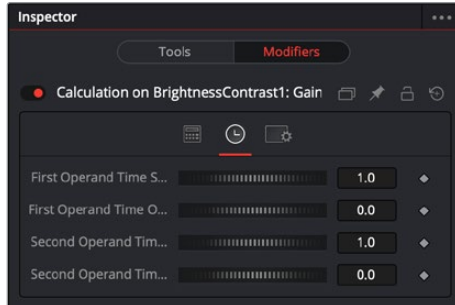 Inspector
Tools Modifiers
Calculation on BrightnessContrast1: Gain
First Operand Time S... 1.0
First Operand Time O... 0.0
Second Operand Tim... 1.0
Second Operand Tim... 0.0